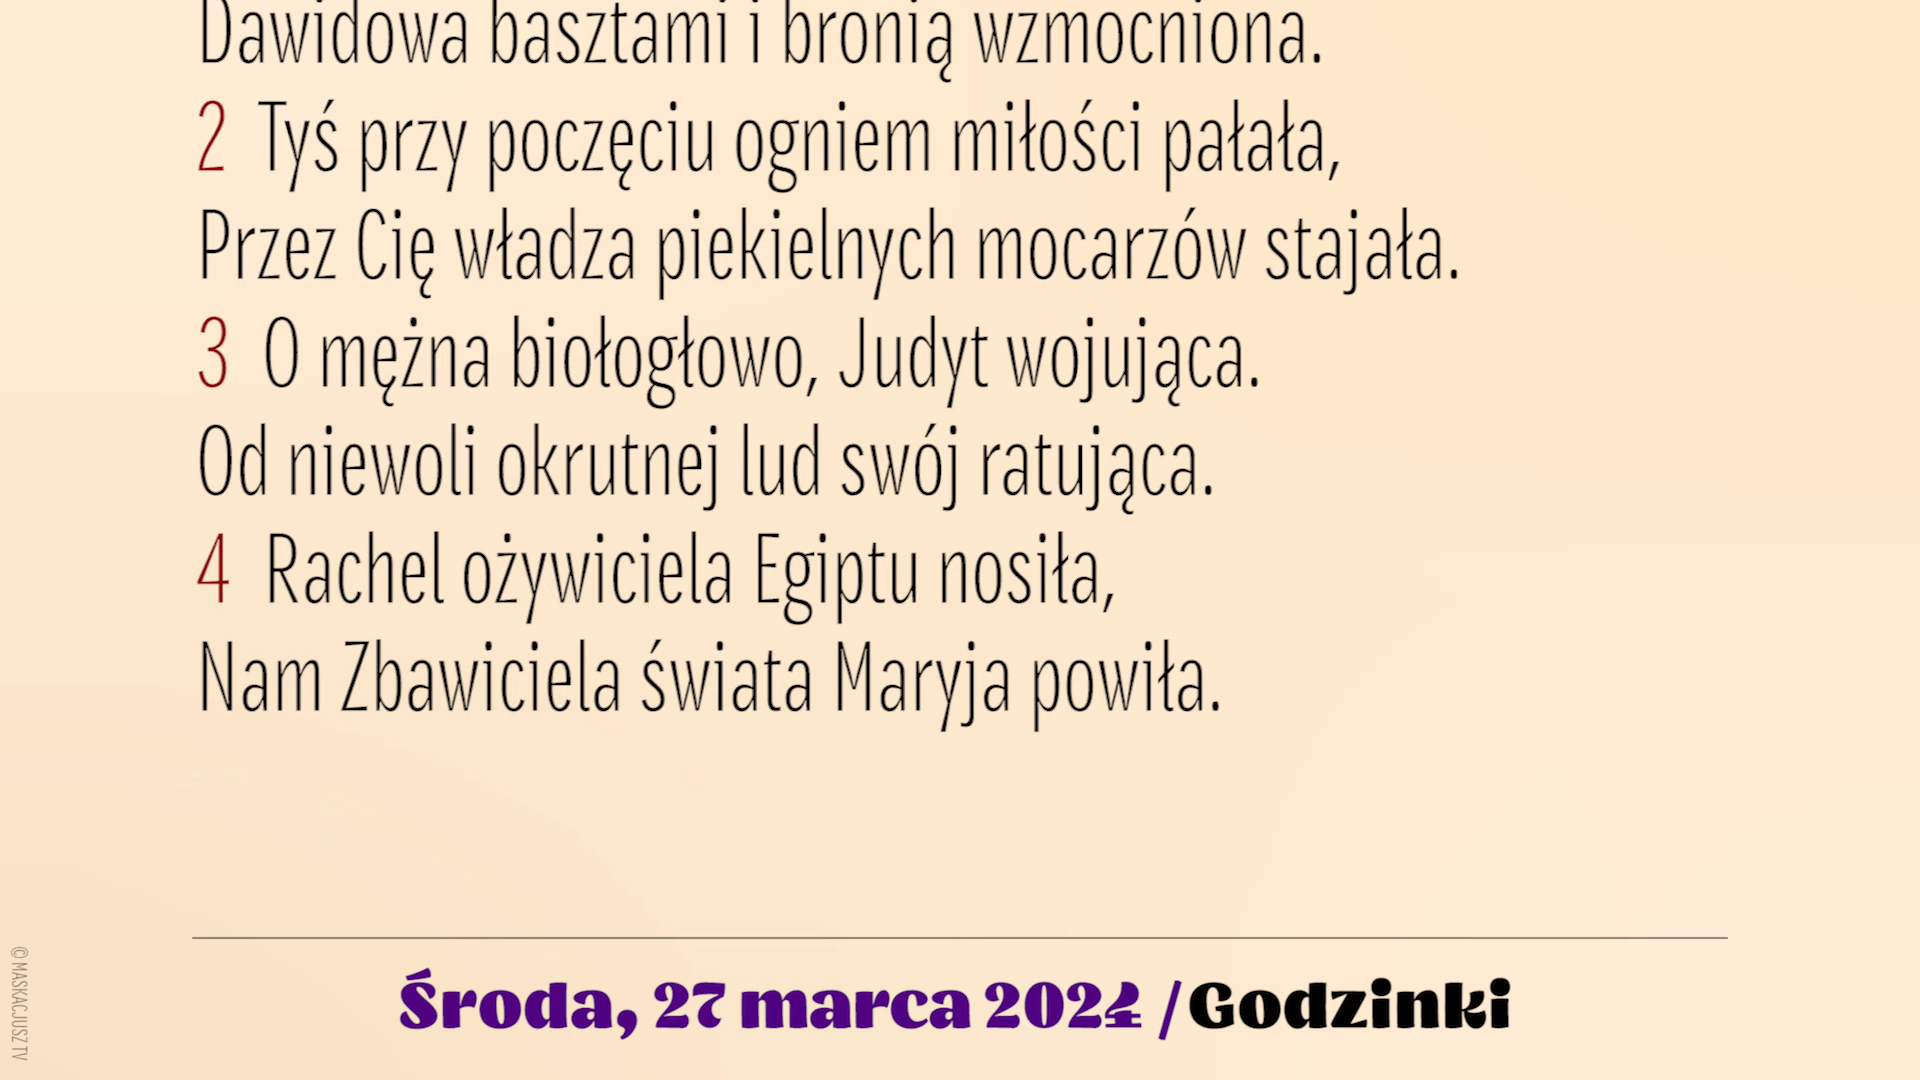 Dawidowa basztami i bronią wzmocniona.
2 Tyś przy poczęciu ogniem miłości pałała,
Przez Cię władza piekielnych mocarzów stajała.
3 O mężna biołogłowo, Judyt wojująca.
Od niewoli okrutnej lud swój ratująca.
4 Rachel ożywiciela Egiptu nosiła,
Nam Zbawiciela świata Maryja powiła.
Środa, 27 marca 2024 / Godzinki
© MASKACJUSZ TV